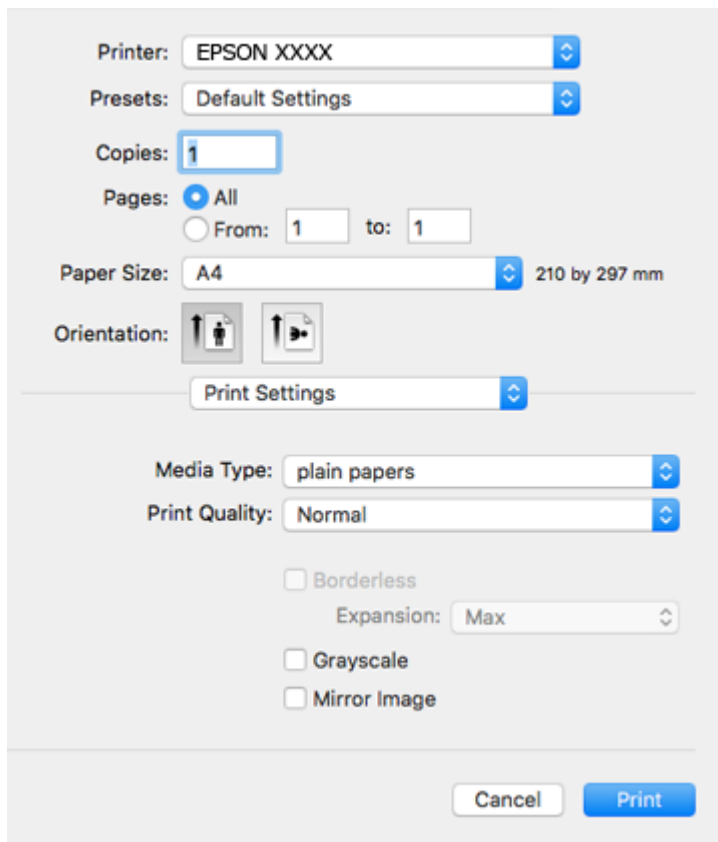 Printer: EPSON XXXX
Presets: Default Settings
Copies: 1
Pages: All
From: 1 to: 1
Paper Size: A4 210 by 297 mm
Orientation:
Print Settings
Media Type: plain papers
Print Quality: Normal
Borderless
Expansion: Max
Grayscale
Mirror Image
Cancel Print